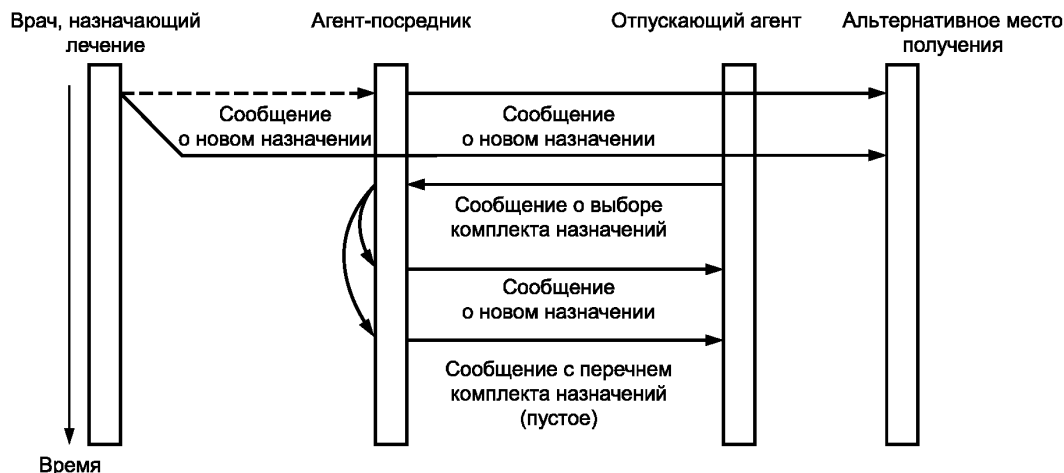 Врач, назначающий
лечение
Агент-посредник
Отпускающий агент
Альтернативное место
получения
Сообщение
о новом назначении
Сообщение
о новом назначении
Сообщение о выборе
комплекта назначений
Сообщение
о новом назначении
Сообщение с перечнем
комплекта назначений
(пустое)
Время